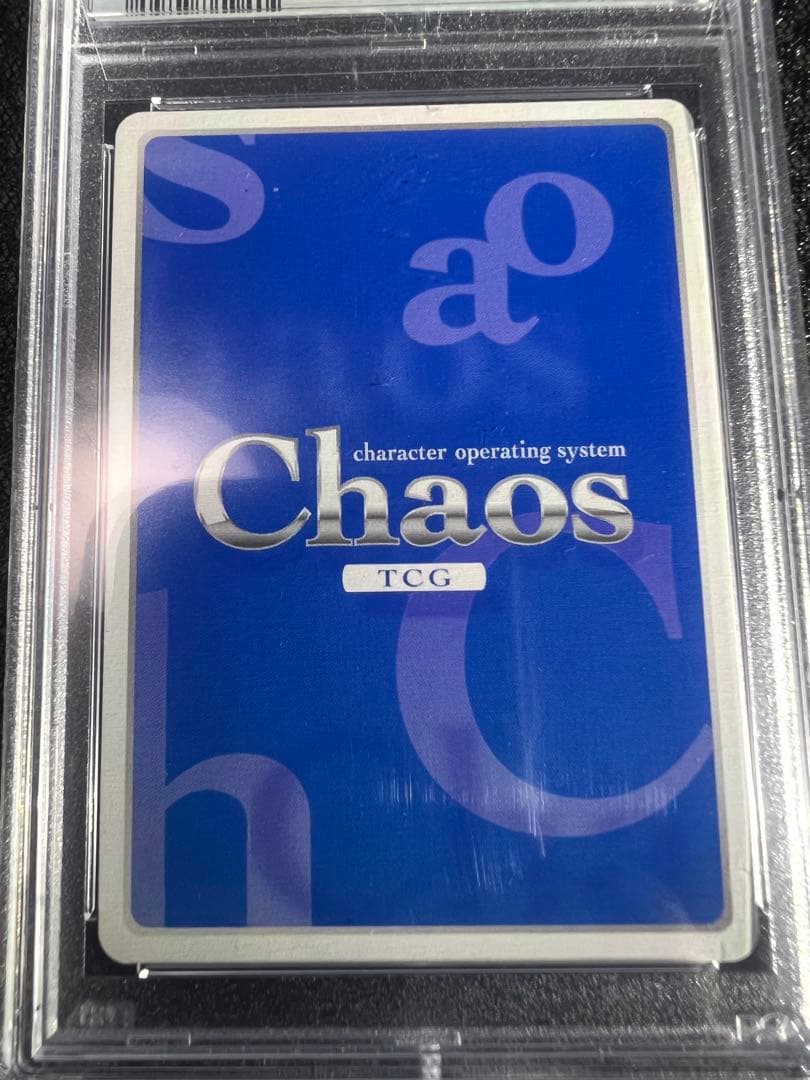 s
a o
character operating system
Chaos
TCG
C
h